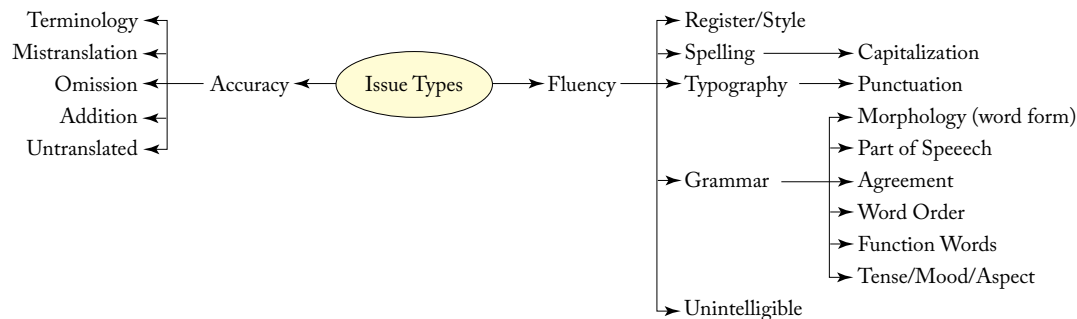 Terminology
Mistranslation
Omission
Addition
Untranslated
Accuracy
Issue Types
Fluency
Register/Style
Spelling
Capitalization
Typography
Punctuation
Grammar
Morphology (word form)
Part of Speeech
Agreement
Word Order
Function Words
Tense/Mood/Aspect
Unintelligible